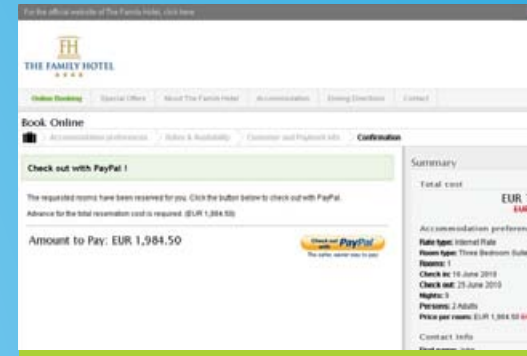 For the official website of The Family Hotel, click here
FH
THE FAMILY HOTEL
Online Booking
Special Offers
About The Family Hotel
Accommodation
Driving Directions
Contact
Book Online
Accommodation preferences
Rates & Availability
Customer and Payment info
Confirmation
Check out with PayPal !
The requested rooms have been reserved for you. Click the button below to check out with PayPal.
Advance for the total reservation cost is required. (EUR 1,984.50)
Amount to Pay: EUR 1,984.50
Check out with PayPal
The safer, easier way to pay
Summary
Total cost
EUR
EUR
Accommodation preferenc
Rate type: Internet Rate
Room type: Three Bedroom Suite
Rooms: 1
Check in: 16 June 2010
Check out: 25 June 2010
Nights: 9
Persons: 2 Adults
Price per room: EUR 1,984.50
Contact info